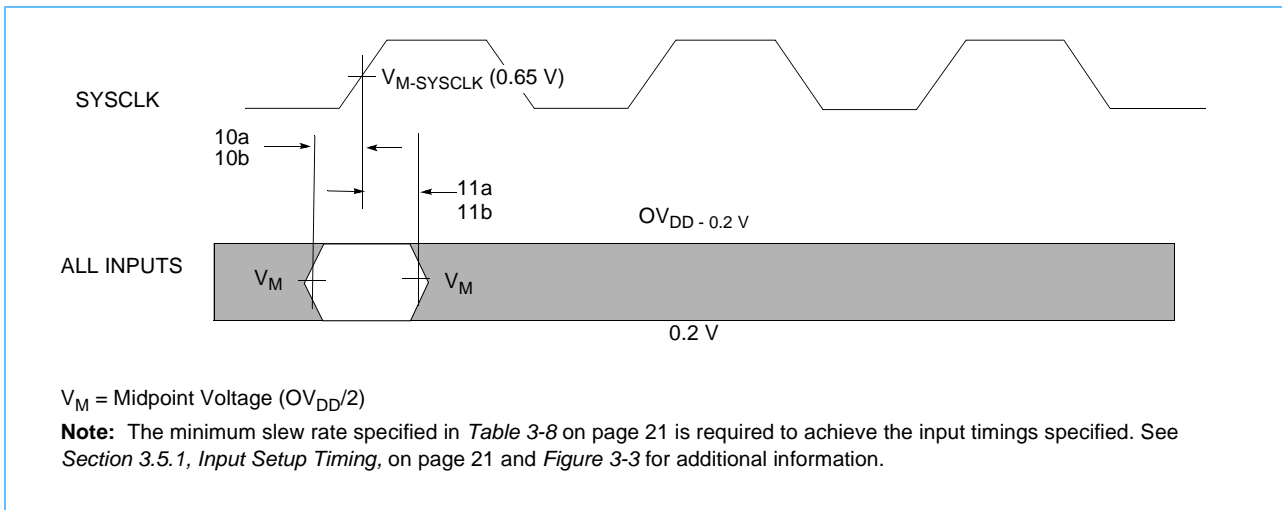 V_M-SYSCLK (0.65 V)
SYSCLK
10a
10b
11a
11b
OV_DD - 0.2 V
ALL INPUTS
V_M
V_M
0.2 V
V_M = Midpoint Voltage (OV_DD/2)
Note: The minimum slew rate specified in Table 3-8 on page 21 is required to achieve the input timings specified. See
Section 3.5.1, Input Setup Timing, on page 21 and Figure 3-3 for additional information.